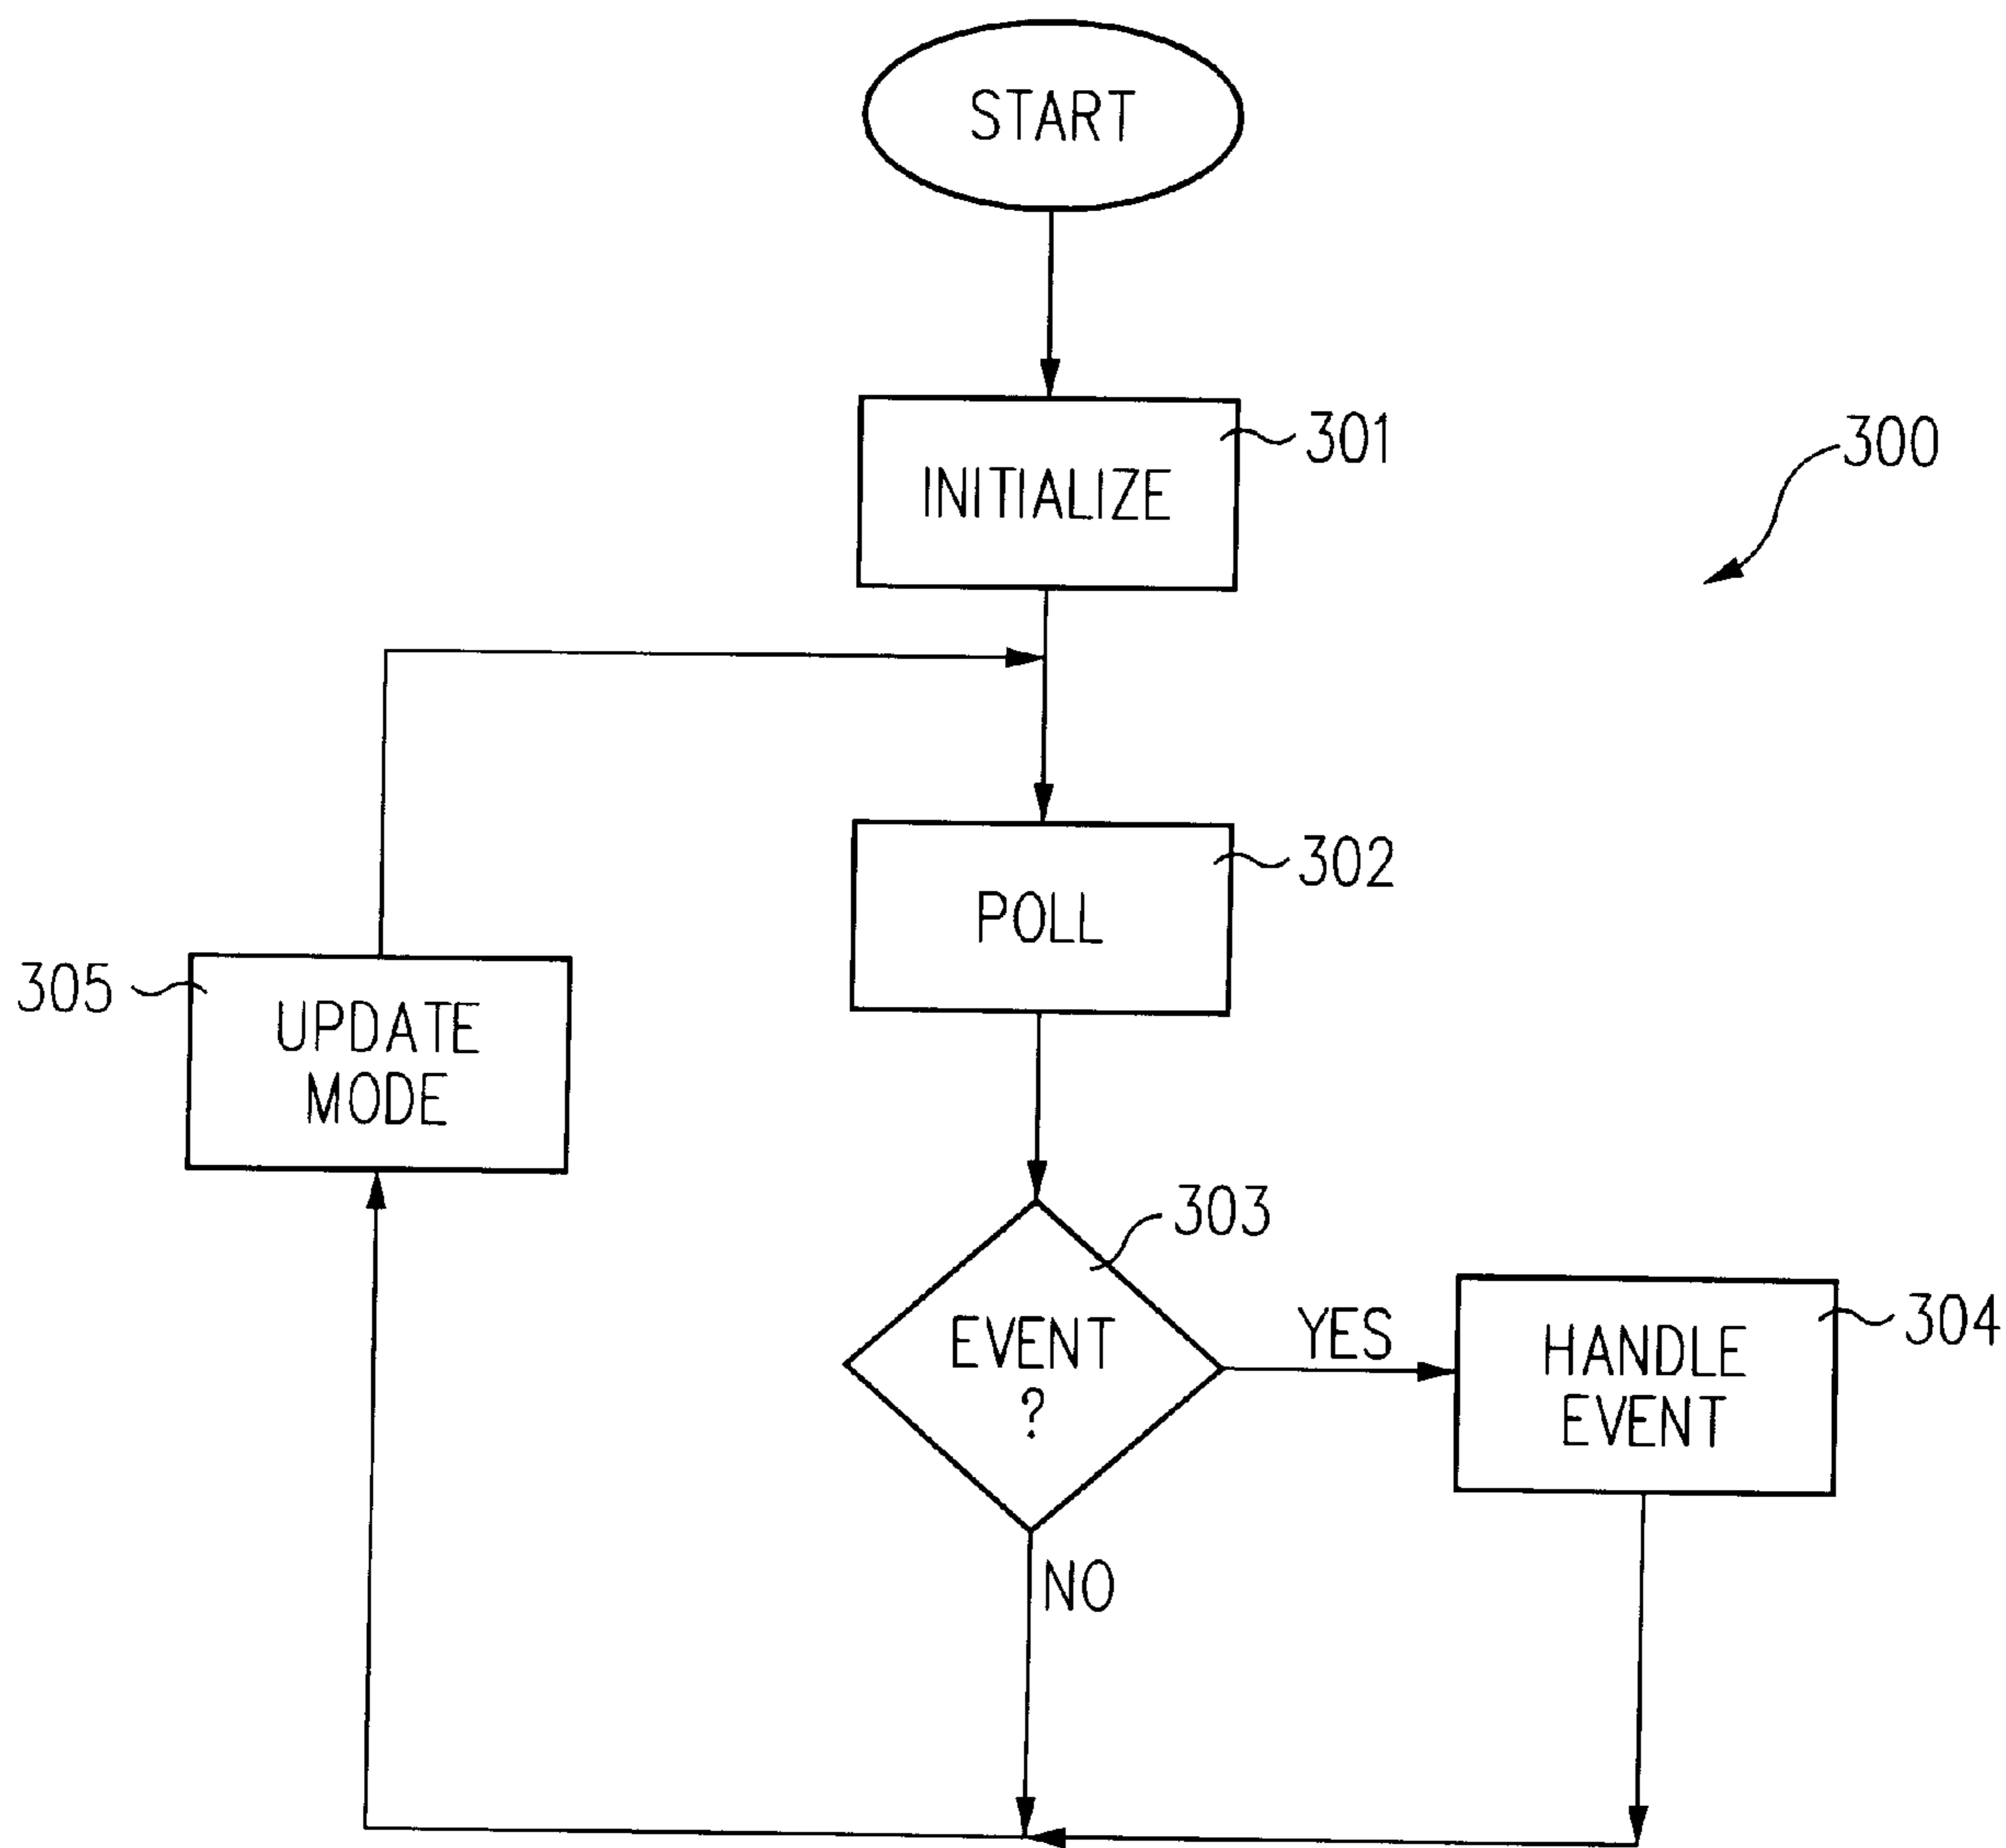 START
301
INITIALIZE
300
302
POLL
305
UPDATE
MODE
303
EVENT
?
YES
304
HANDLE
EVENT
NO